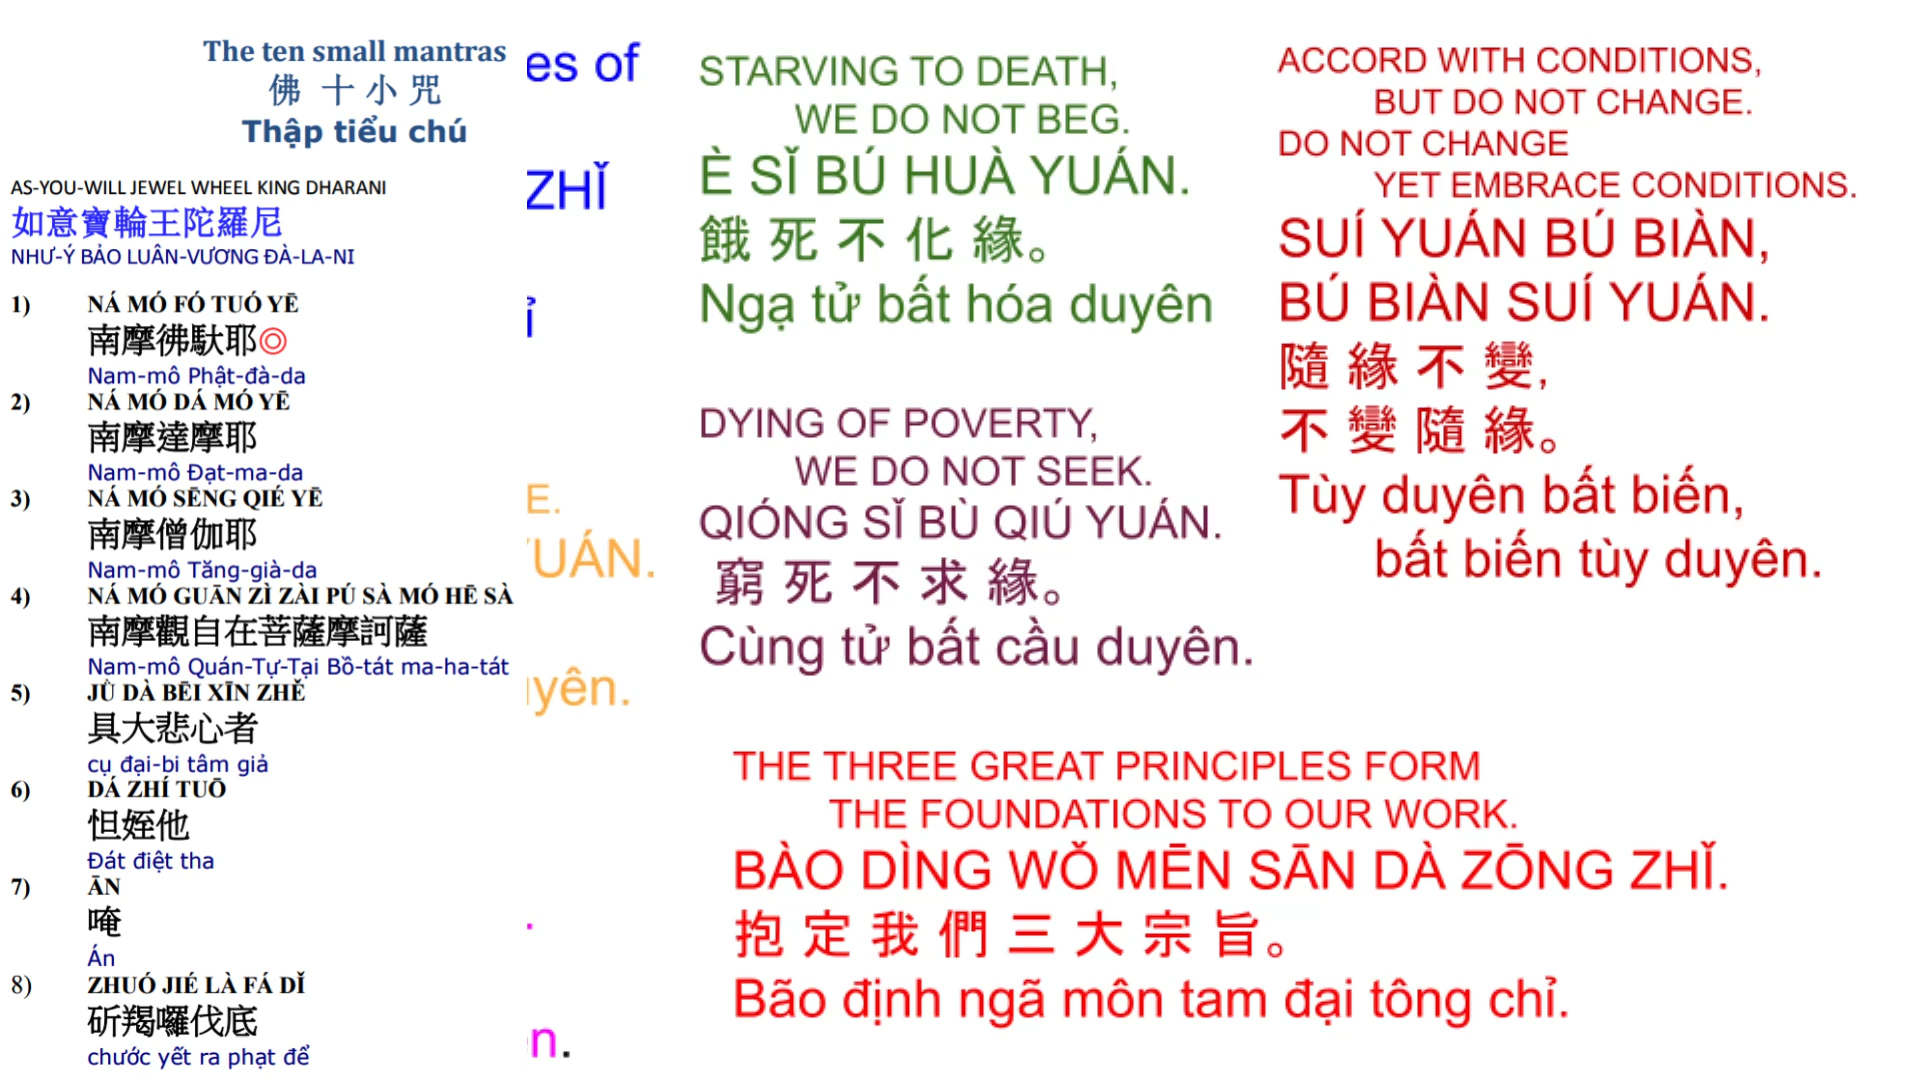 The ten small mantras
佛 十 小 咒
Thập tiểu chú
AS-YOU-WILL JEWEL WHEEL KING DHARANI
如意寶輪王陀羅尼
NHƯ-Ý BẢO LUÂN-VƯƠNG ĐÀ-LA-NI
1) NÁ MÓ FÓ TUÓ YĒ
南摩彿馱耶◎
Nam-mô Phật-đà-da
2) NÁ MÓ DÁ MÓ YĒ
南摩達摩耶
Nam-mô Đạt-ma-da
3) NÁ MÓ SĒNG QIÉ YĒ
南摩僧伽耶
Nam-mô Tăng-già-da
4) NÁ MÓ GUĀN ZÌ ZÀI PÚ SÀ MÓ HĒ SÀ
南摩觀自在菩薩摩訶薩
Nam-mô Quán-Tự-Tại Bồ-tát ma-ha-tát
5) JÙ DÀ BĒI XĪN ZHĚ
具大悲心者
cụ đại-bi tâm giả
6) DÁ ZHÍ TUŌ
怛姪他
Đát điệt tha
7) ĀN
唵
Án
8) ZHUÓ JIÉ LÀ FÁ DǏ
斫羯囉伐底
chước yết ra phạt để
es of
ZHǏ
ỉ
E.
YUÁN.
uyên.
.
n.
STARVING TO DEATH,
WE DO NOT BEG.
È SǏ BÚ HUÀ YUÁN.
餓 死 不 化 緣。
Ngạ tử bất hóa duyên
DYING OF POVERTY,
WE DO NOT SEEK.
QIÓNG SǏ BÙ QIÚ YUÁN.
窮 死 不 求 緣。
Cùng tử bất cầu duyên.
ACCORD WITH CONDITIONS,
BUT DO NOT CHANGE.
DO NOT CHANGE
YET EMBRACE CONDITIONS.
SUÍ YUÁN BÚ BIÀN,
BÚ BIÀN SUÍ YUÁN.
隨 緣 不 變,
不 變 隨 緣。
Tùy duyên bất biến,
bất biến tùy duyên.
THE THREE GREAT PRINCIPLES FORM
THE FOUNDATIONS TO OUR WORK.
BÀO DÌNG WǑ MĒN SĀN DÀ ZŌNG ZHǏ.
抱 定 我 們 三 大 宗 旨。
Bão định ngã môn tam đại tông chỉ.